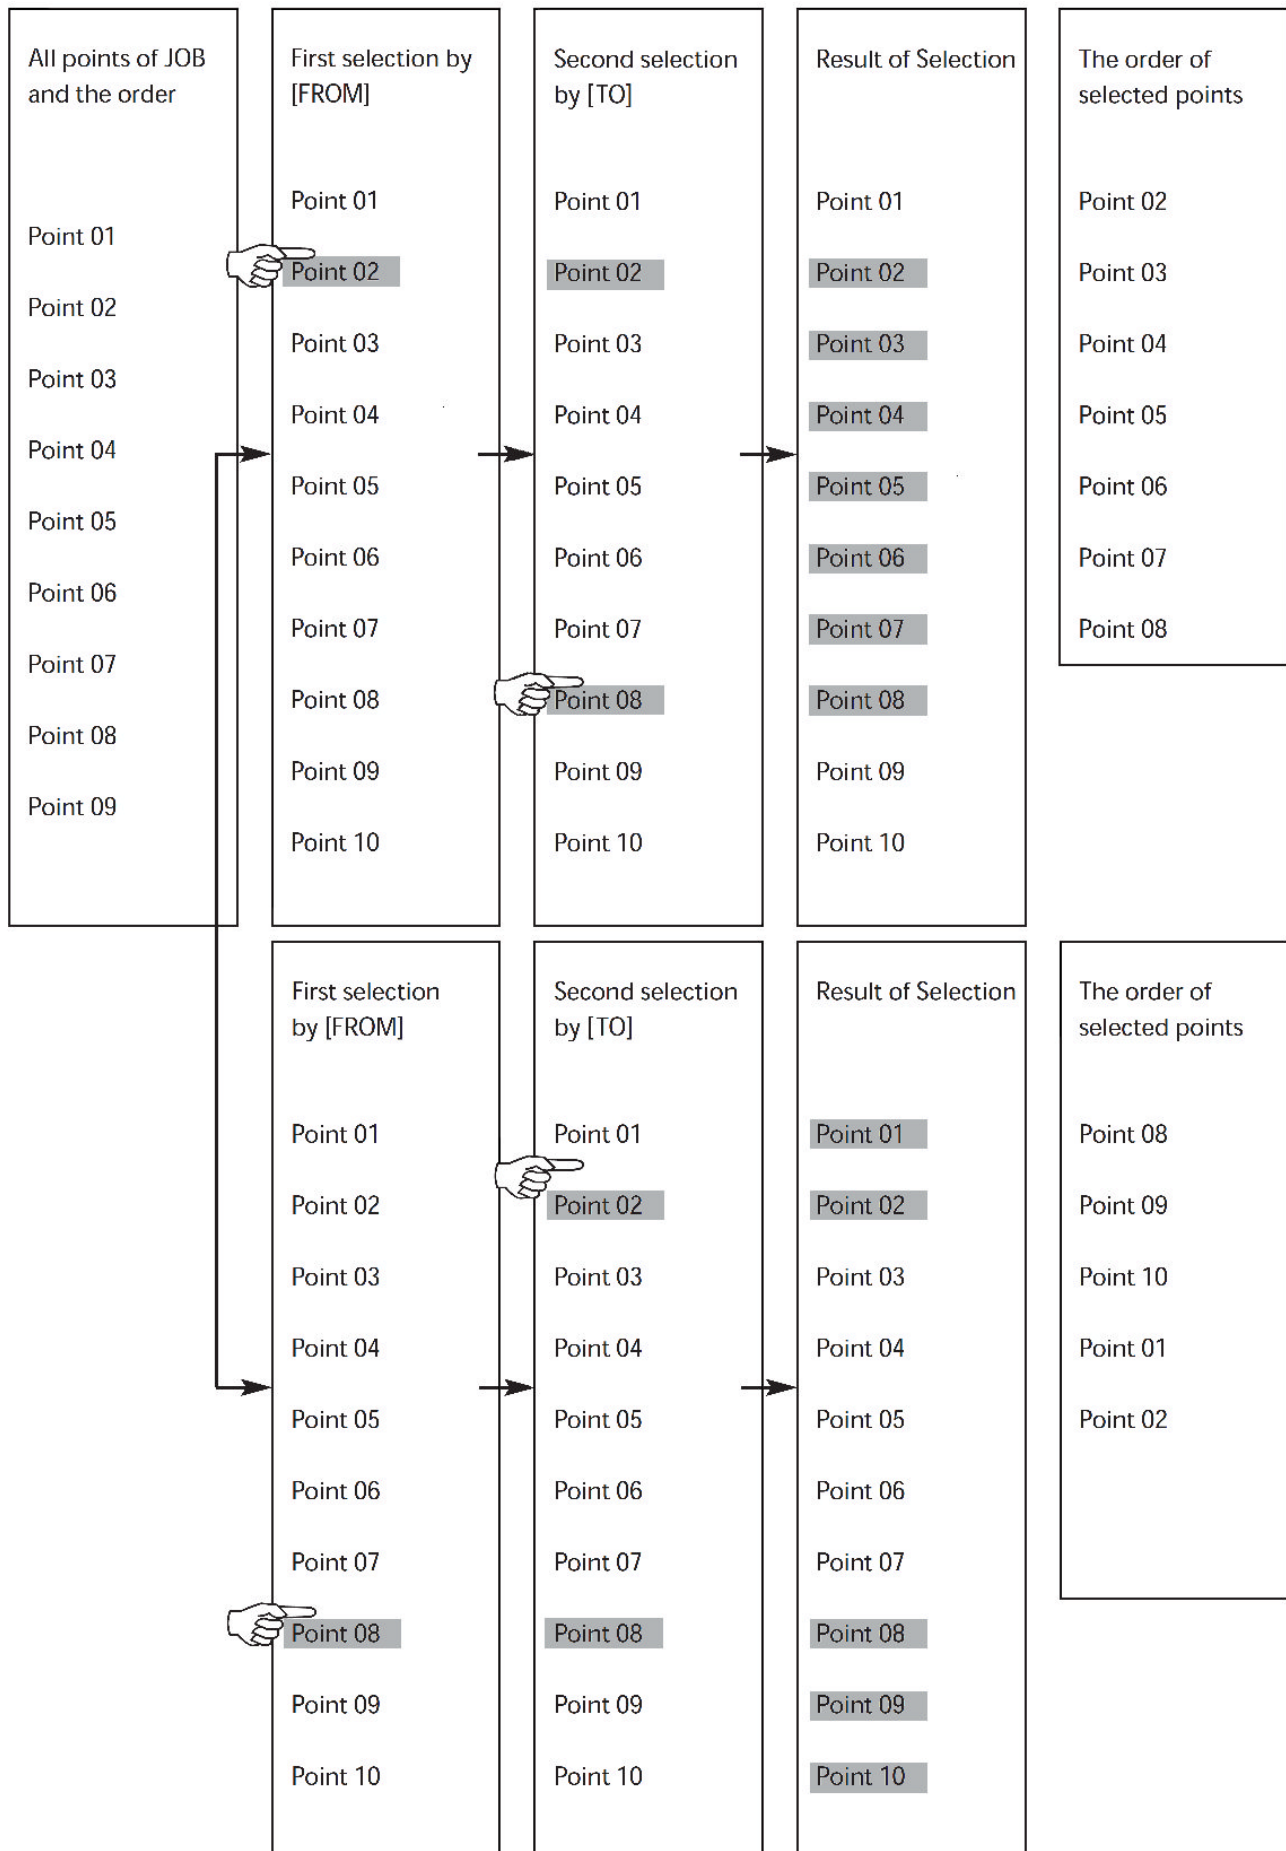 All points of JOB
and the order
Point 01
Point 02
Point 03
Point 04
Point 05
Point 06
Point 07
Point 08
Point 09
First selection by
[FROM]
Point 01
Point 02
Point 03
Point 04
Point 05
Point 06
Point 07
Point 08
Point 09
Point 10
Second selection
by [TO]
Point 01
Point 02
Point 03
Point 04
Point 05
Point 06
Point 07
Point 08
Point 09
Point 10
Result of Selection
Point 01
Point 02
Point 03
Point 04
Point 05
Point 06
Point 07
Point 08
Point 09
Point 10
The order of
selected points
Point 02
Point 03
Point 04
Point 05
Point 06
Point 07
Point 08
First selection
by [FROM]
Point 01
Point 02
Point 03
Point 04
Point 05
Point 06
Point 07
Point 08
Point 09
Point 10
Second selection
by [TO]
Point 01
Point 02
Point 03
Point 04
Point 05
Point 06
Point 07
Point 08
Point 09
Point 10
Result of Selection
Point 01
Point 02
Point 03
Point 04
Point 05
Point 06
Point 07
Point 08
Point 09
Point 10
The order of
selected points
Point 08
Point 09
Point 10
Point 01
Point 02